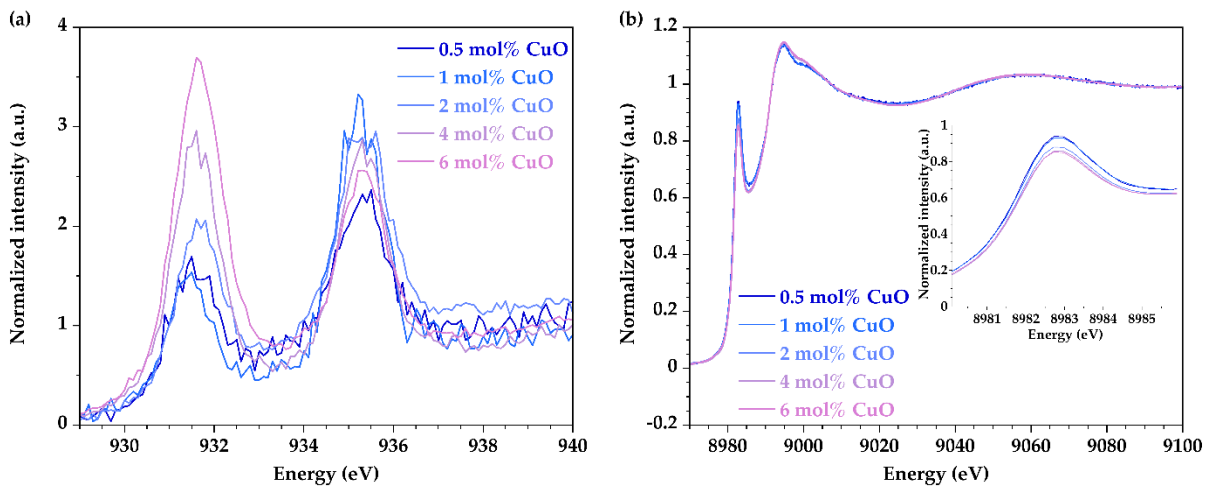 (a)
4
3
2
1
0
Normalized intensity (a.u.)
0.5 mol% CuO
1 mol% CuO
2 mol% CuO
4 mol% CuO
6 mol% CuO
930 932 934 936 938 940
Energy (eV)
(b)
1.2
1.0
0.8
0.6
0.4
0.2
0
-0.2
Normalized intensity (a.u.)
0.5 mol% CuO
1 mol% CuO
2 mol% CuO
4 mol% CuO
6 mol% CuO
1
0.8
0.6
0.4
0.2
0
Normalized intensity (a.u.)
8981 8982 8983 8984 8985
Energy (eV)
8980 9000 9020 9040 9060 9080 9100
Energy (eV)